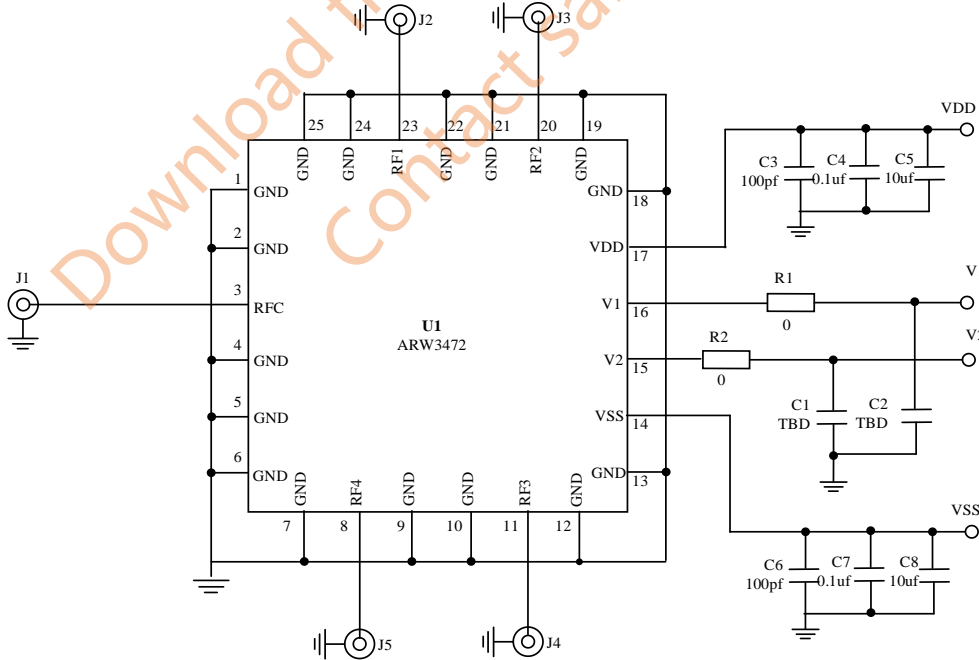 Download f
Contact sa
J2
J3
25
24
23
22
21
20
19
GND
GND
RF1
GND
GND
RF2
GND
1
GND
2
GND
3
RFC
4
GND
5
GND
6
GND
J1
U1
ARW3472
GND
18
VDD
17
V1
16
V2
15
VSS
14
GND
13
GND
RF4
GND
GND
RF3
GND
7
8
9
10
11
12
J5
J4
VDD
C3
100pf
C4
0.1uf
C5
10uf
R1
0
V
R2
0
C1
TBD
C2
TBD
VSS
C6
100pf
C7
0.1uf
C8
10uf